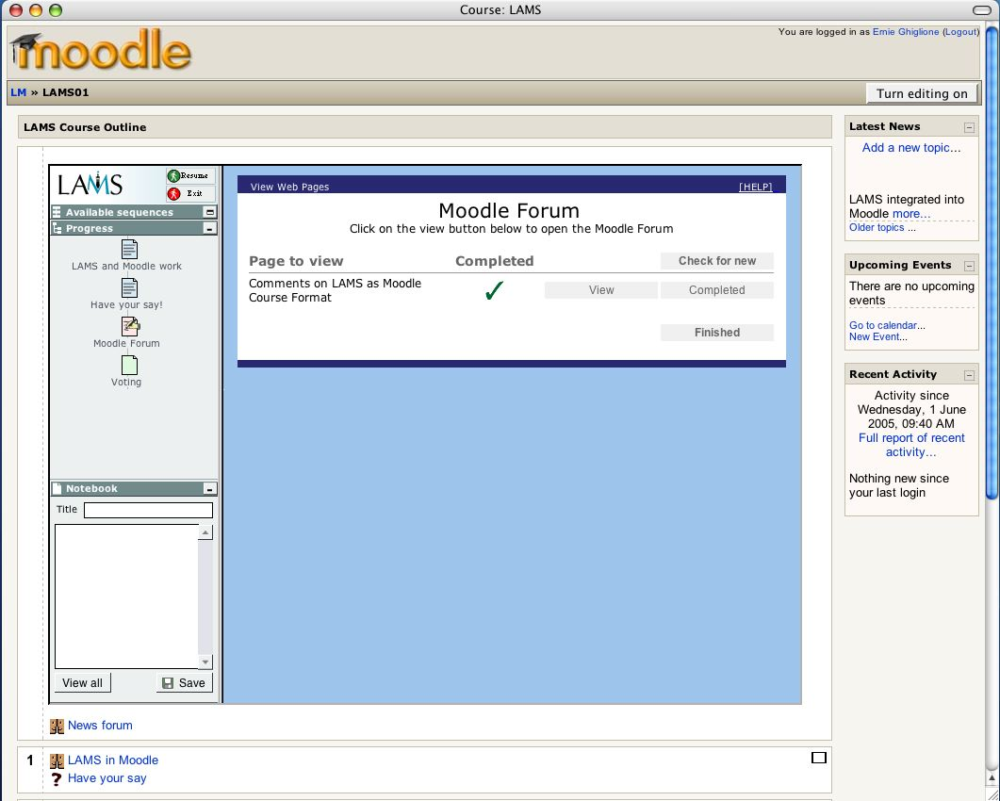 Course: LAMS
moodle
You are logged in as Ernie Ghiglione (Logout)
LM » LAMS01
Turn editing on
LAMS Course Outline
LAMS
Resume
Exit
Available sequences
Progress
LAMS and Moodle work
Have your say!
Moodle Forum
Voting
Notebook
Title
View all
Save
View Web Pages
[HELP]
Moodle Forum
Click on the view button below to open the Moodle Forum
Page to view
Completed
Check for new
Comments on LAMS as Moodle
Course Format
View
Completed
Finished
News forum
1
LAMS in Moodle
Have your say
Latest News
Add a new topic...
LAMS integrated into
Moodle more...
Older topics ...
Upcoming Events
There are no upcoming
events
Go to calendar...
New Event...
Recent Activity
Activity since
Wednesday, 1 June
2005, 09:40 AM
Full report of recent
activity...
Nothing new since
your last login